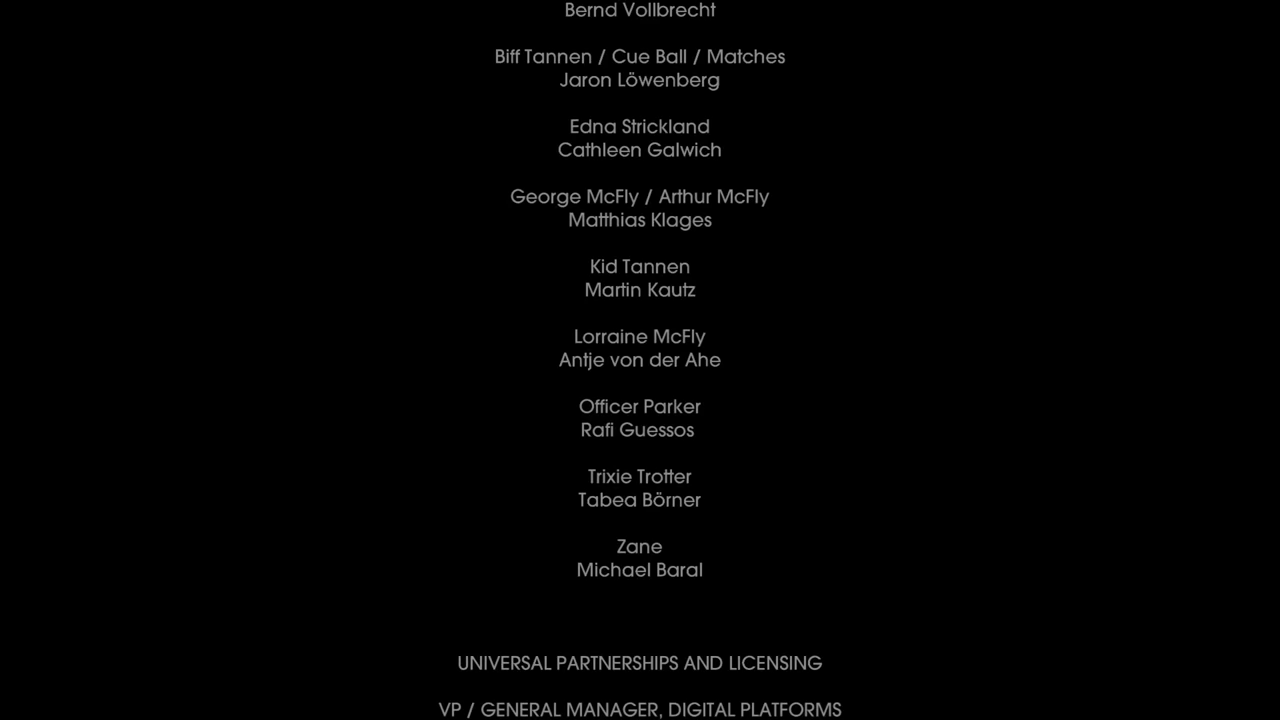 Bernd Vollbrecht
Biff Tannen / Cue Ball / Matches
Jaron Löwenberg
Edna Strickland
Cathleen Galwich
George McFly / Arthur McFly
Matthias Klages
Kid Tannen
Martin Kautz
Lorraine McFly
Antje von der Ahe
Officer Parker
Rafi Guessos
Trixie Trotter
Tabea Börner
Zane
Michael Baral
UNIVERSAL PARTNERSHIPS AND LICENSING
VP / GENERAL MANAGER, DIGITAL PLATFORMS